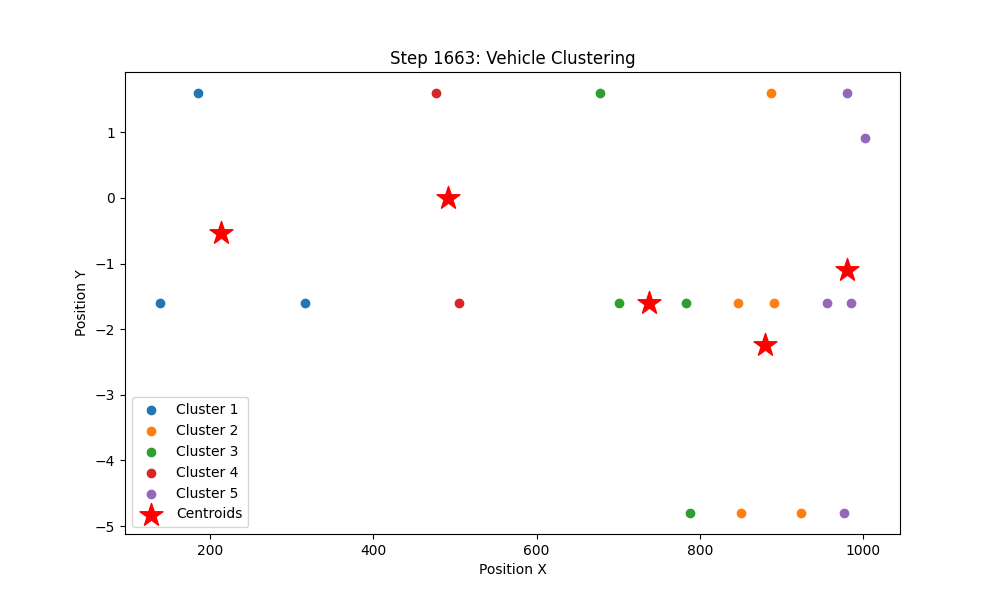 Step 1663: Vehicle Clustering
Position Y
1
0
−1
−2
−3
−4
−5
Cluster 1
Cluster 2
Cluster 3
Cluster 4
Cluster 5
Centroids
200
400
600
800
1000
Position X